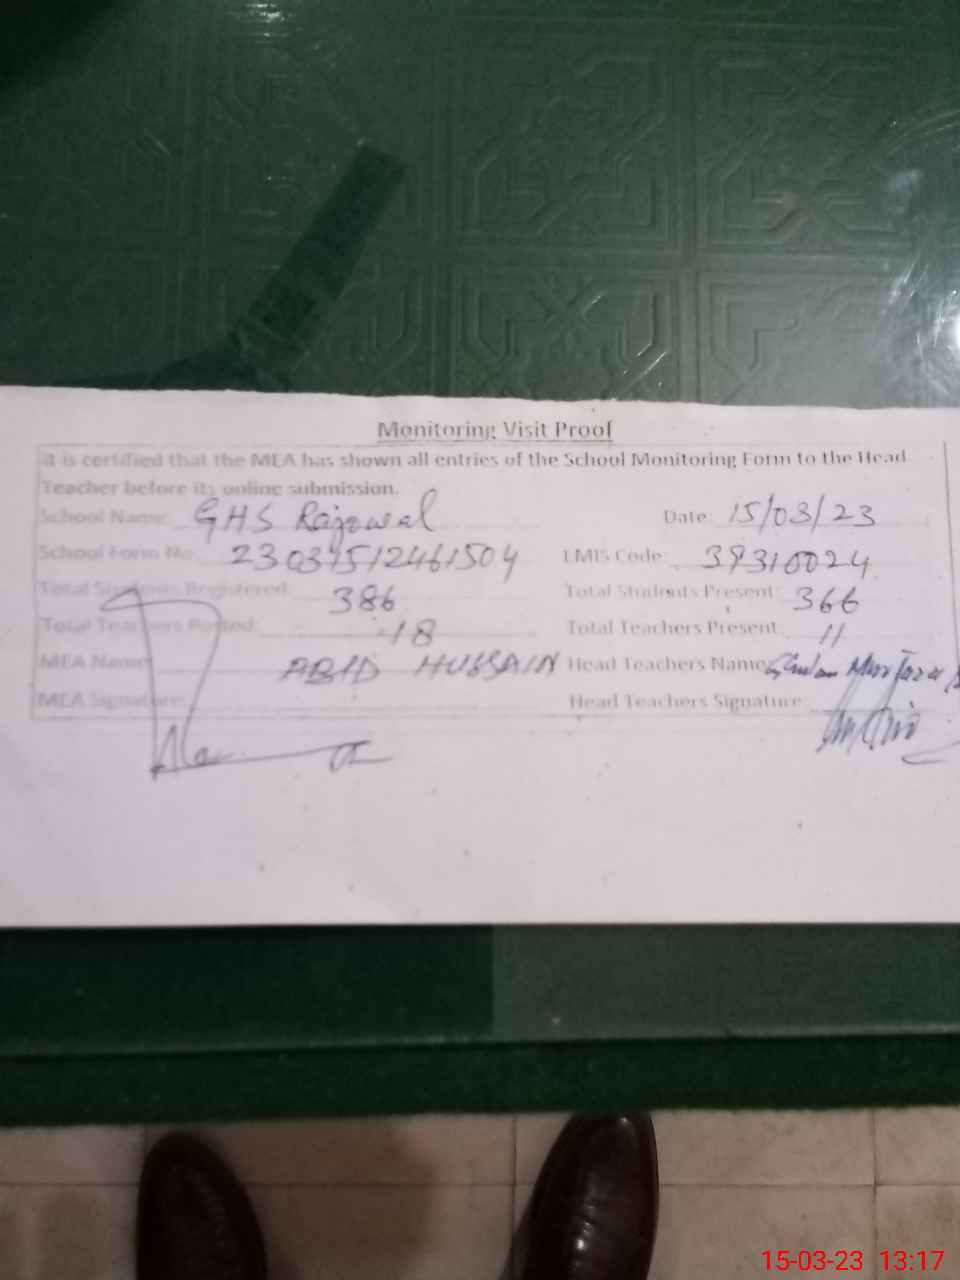 Monitoring Visit Proof
It is certified that the MEA has shown all entries of the School Monitoring Form to the Head
Teacher before its online submission.
School Name: GHS Rajowal Date: 15/03/23
School Form No: EMIS Code: 39310024
Total Students Registered: 386 Total Students Present: 366
Total Teachers Posted: 18 Total Teachers Present: 11
MEA Name: ABID HUSSAIN Head Teachers Name:
MEA Signature: Head Teachers Signature:
15-03-23 13:17